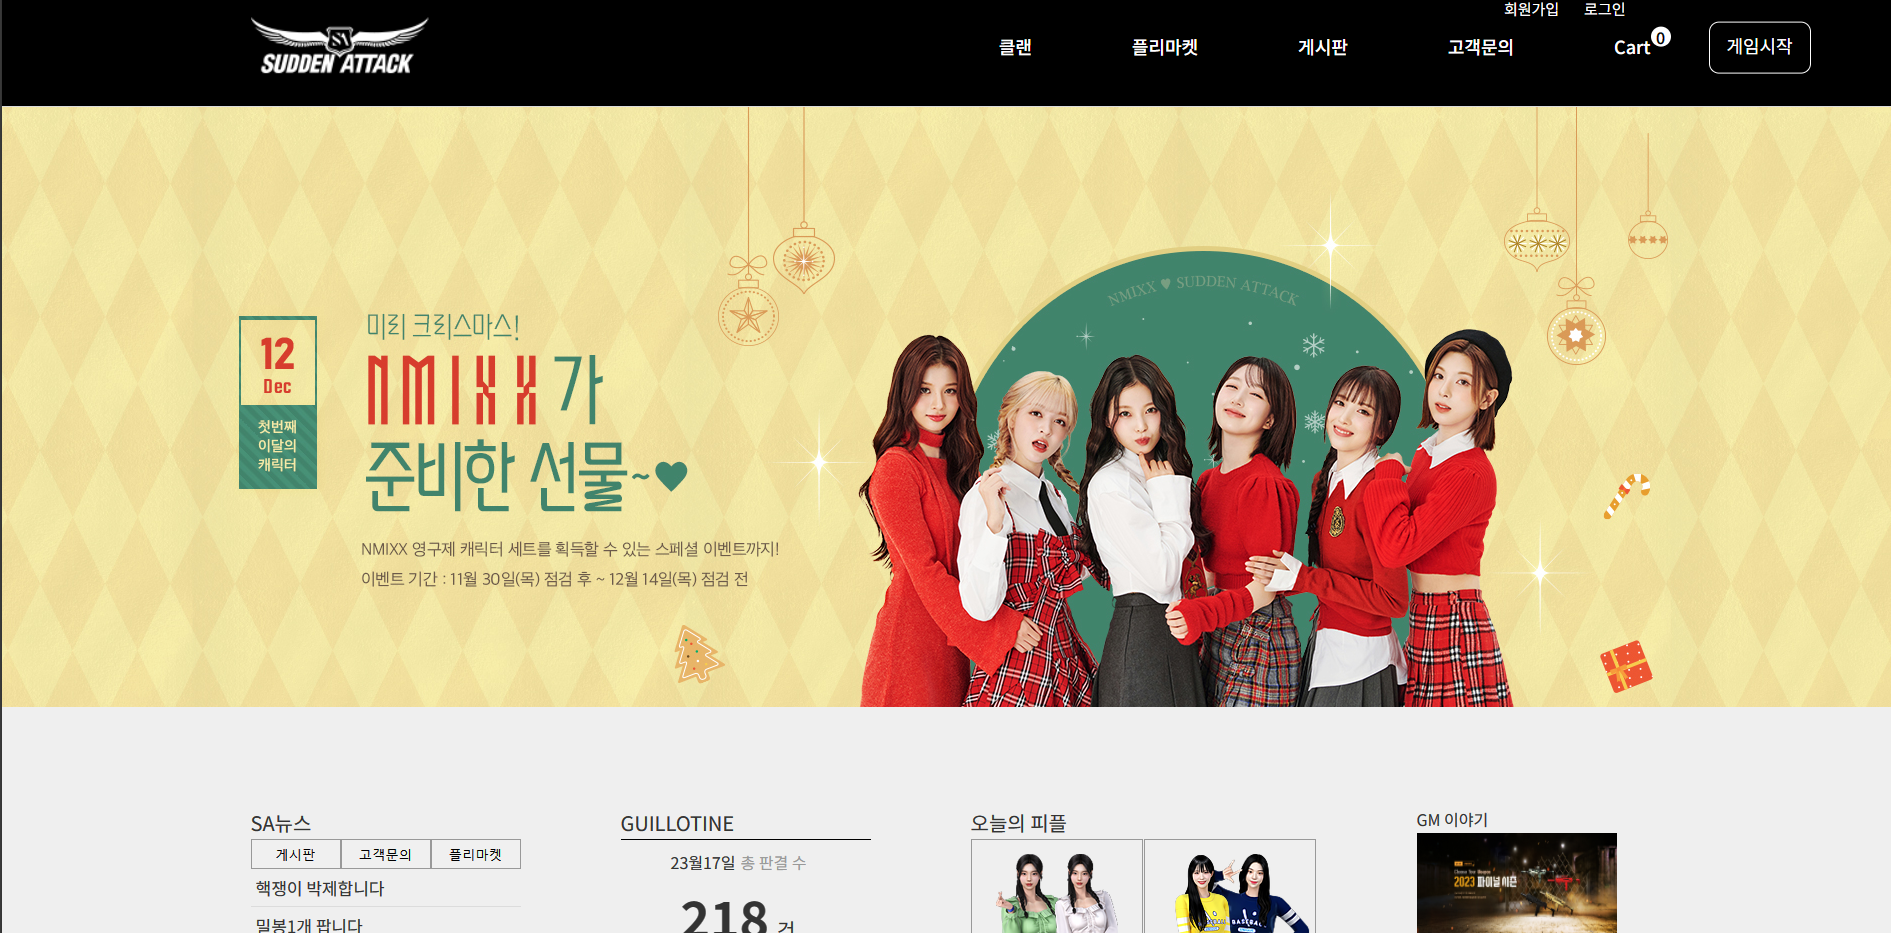 회원가입 로그인
SUDDEN ATTACK
클랜 플리마켓 게시판 고객문의 Cart 0 게임시작
NMIXX ♥ SUDDEN ATTACK
12
Dec
첫번째
이달의
캐릭터
미리 크리스마스!
NMIXX가
준비한 선물~♥
NMIXX 영구제 캐릭터 세트를 획득할 수 있는 스페셜 이벤트까지!
이벤트 기간 : 11월 30일(목) 점검 후 ~ 12월 14일(목) 점검 전
SA뉴스
게시판 고객문의 플리마켓
핵쟁이 박제합니다
밀봉1개 팝니다
GUILLOTINE
23월17일 총 판결 수
218 건
오늘의 피플
BASEBALL
GM 이야기
2023 파이널 시즌